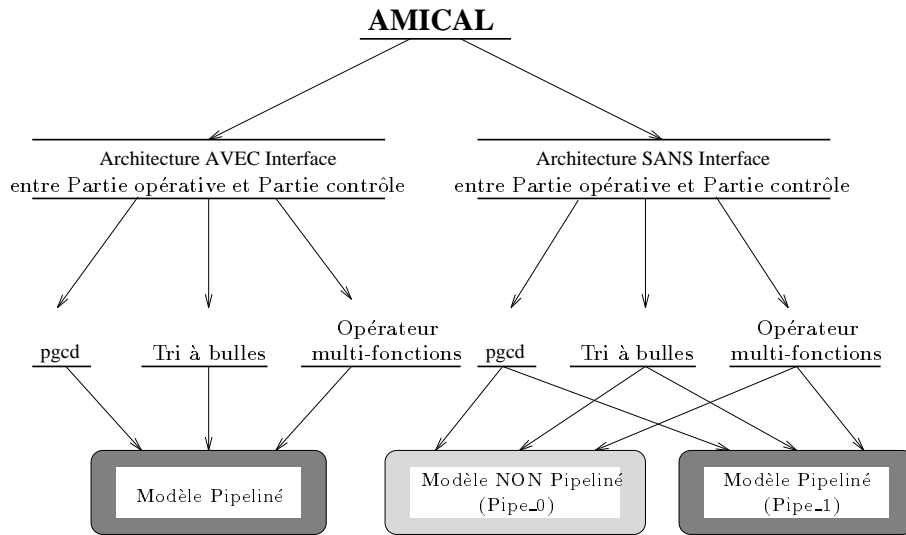 AMICAL
Architecture AVEC Interface
entre Partie opérative et Partie contrôle
Architecture SANS Interface
entre Partie opérative et Partie contrôle
pgcd
Tri à bulles
Opérateur
multi-fonctions
pgcd
Tri à bulles
Opérateur
multi-fonctions
Modèle Pipeliné
Modèle NON Pipeliné
(Pipe_0)
Modèle Pipeliné
(Pipe_1)